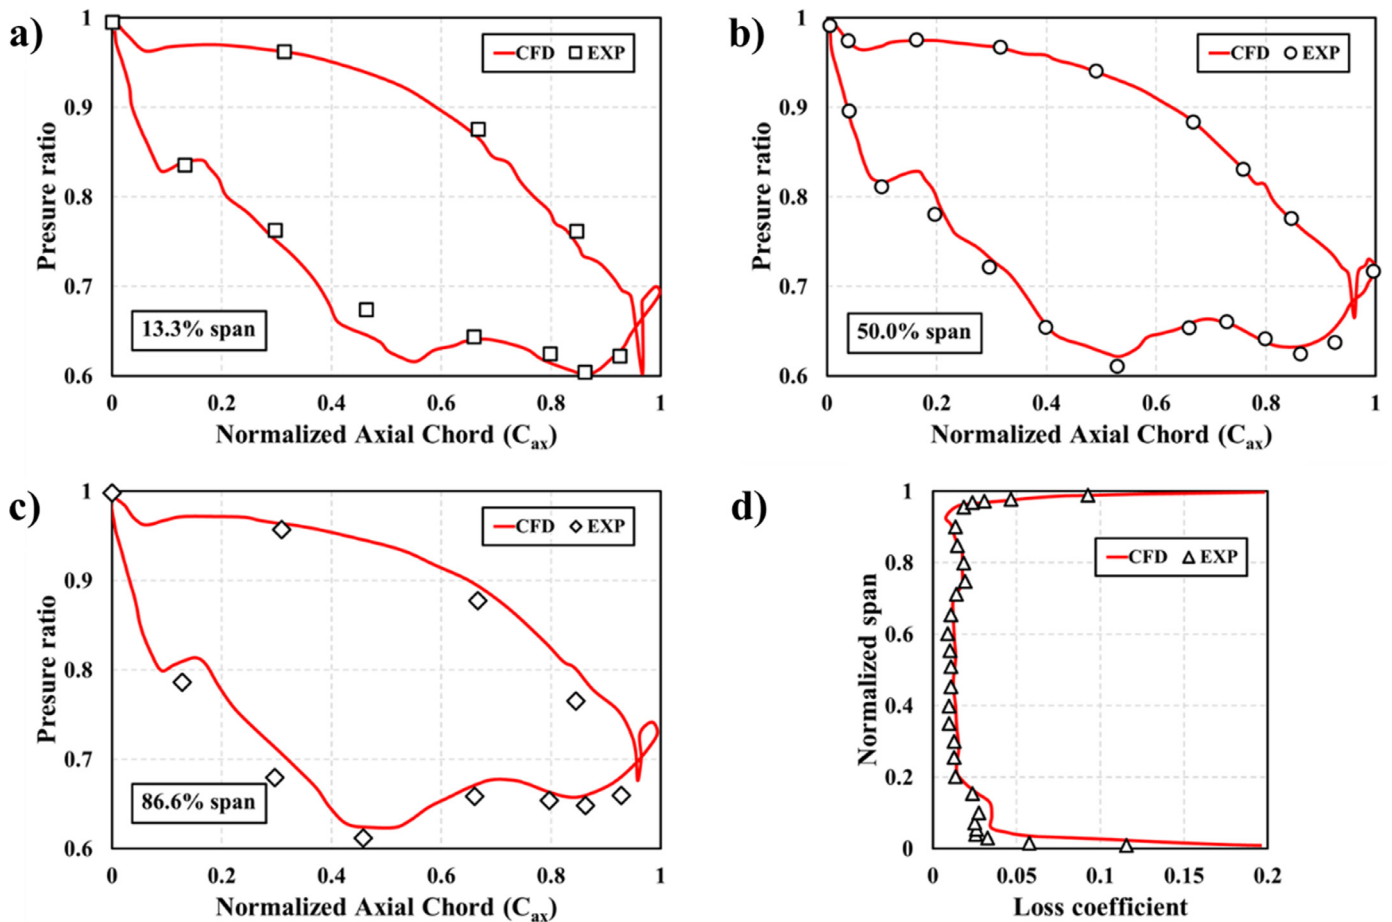 a)
1
0.9
0.8
0.7
0.6
Presure ratio
CFD EXP
13.3% span
0 0.2 0.4 0.6 0.8 1
Normalized Axial Chord (Cax)
b)
1
0.9
0.8
0.7
0.6
Presure ratio
CFD EXP
50.0% span
0 0.2 0.4 0.6 0.8 1
Normalized Axial Chord (Cax)
c)
1
0.9
0.8
0.7
0.6
Presure ratio
CFD EXP
86.6% span
0 0.2 0.4 0.6 0.8 1
Normalized Axial Chord (Cax)
d)
1
0.8
0.6
0.4
0.2
0
Normalized span
CFD EXP
0 0.05 0.1 0.15 0.2
Loss coefficient